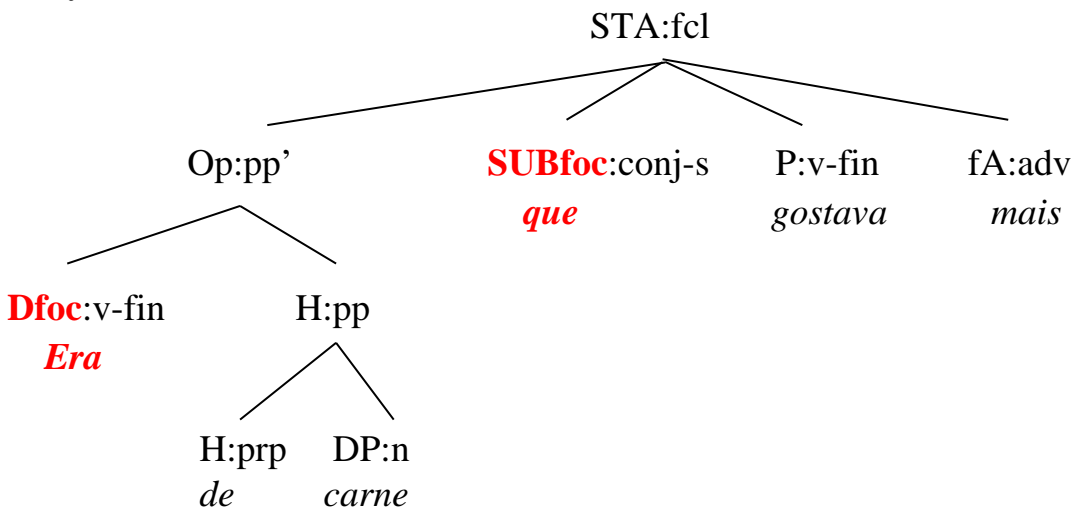 STA:fcl
Op:pp’ SUBfoc:conj-s P:v-fin fA:adv
que gostava mais
Dfoc:v-fin H:pp
Era
H:prp DP:n
de carne